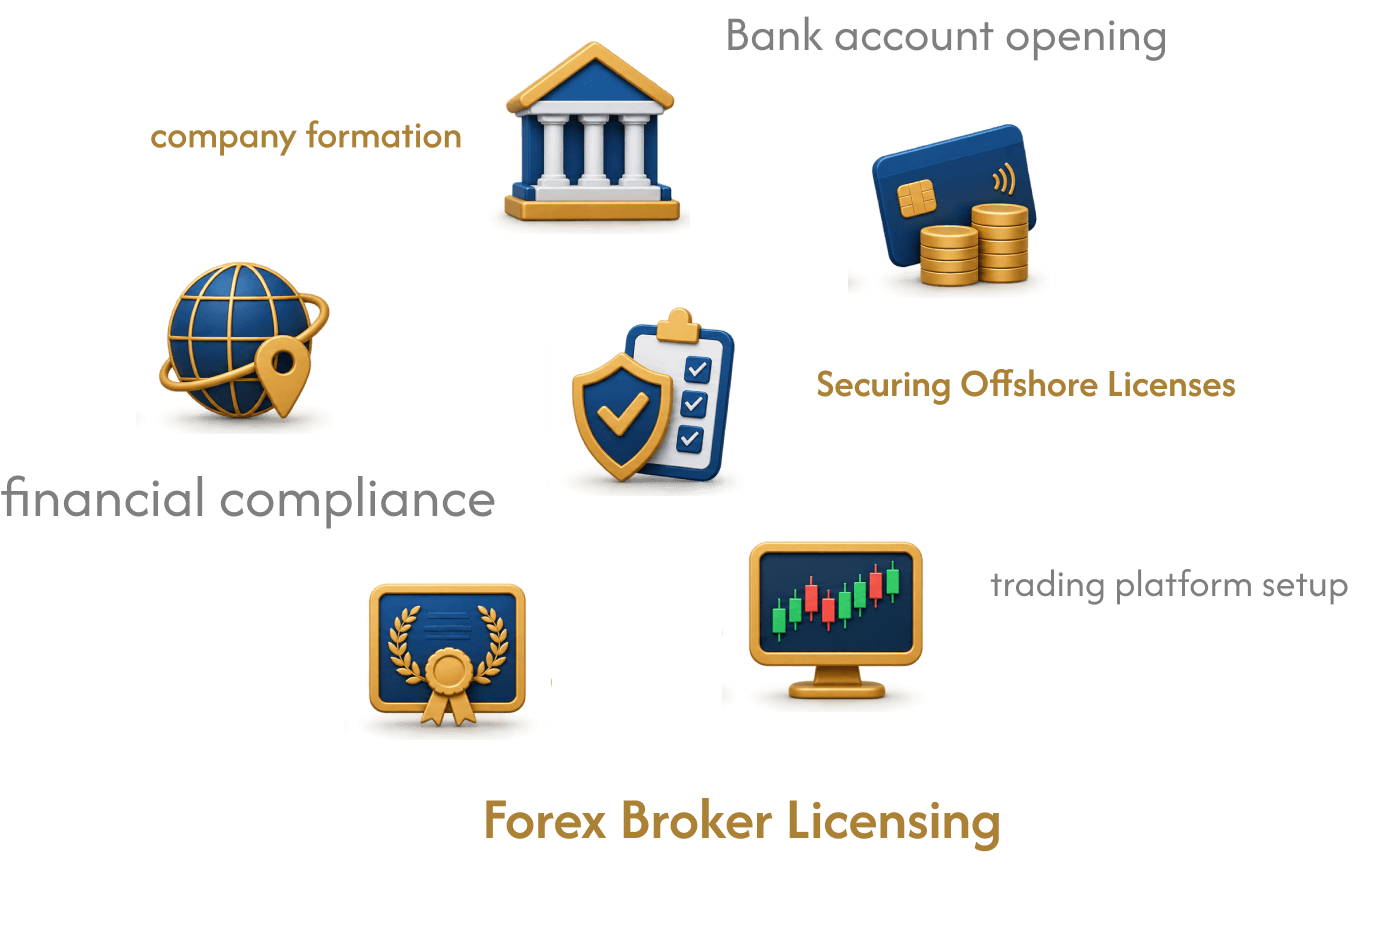 Bank account opening
company formation
Securing Offshore Licenses
financial compliance
trading platform setup
Forex Broker Licensing